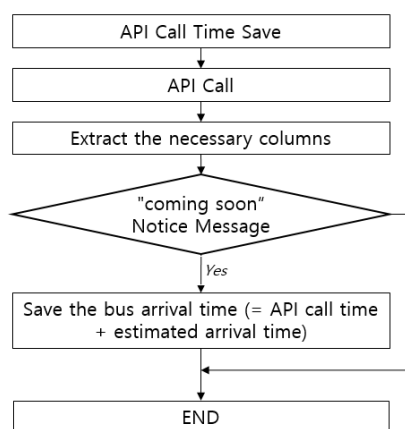 API Call Time Save
API Call
Extract the necessary columns
"coming soon"
Notice Message
Yes
Save the bus arrival time (= API call time
+ estimated arrival time)
END